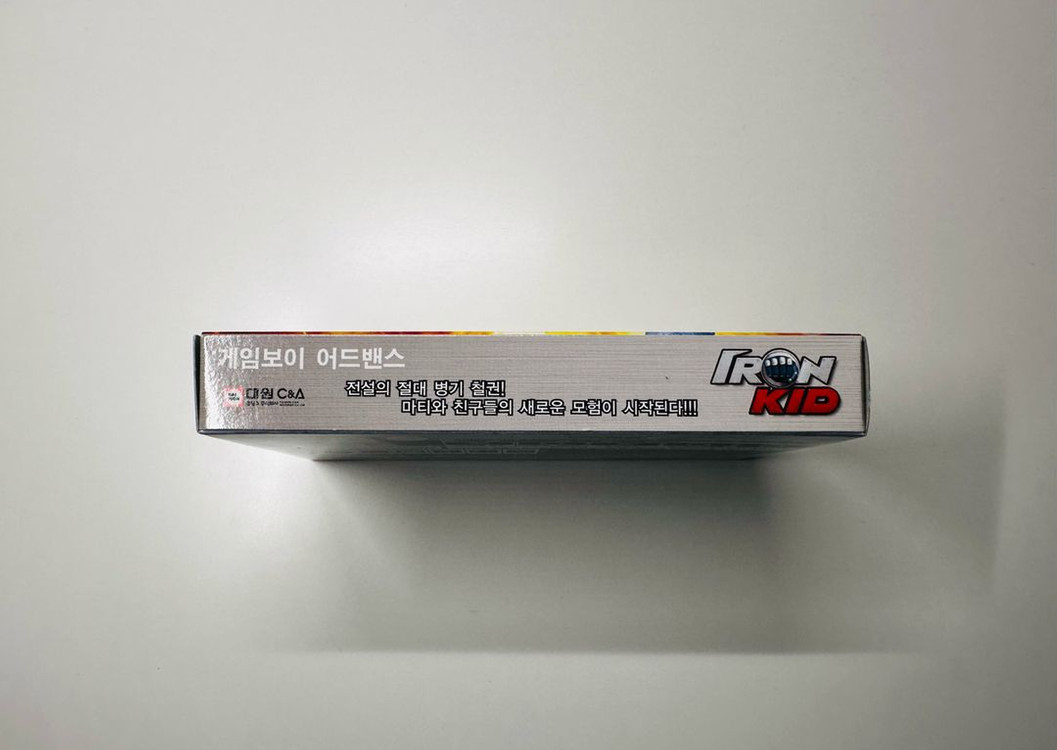 게임보이 어드밴스
대원 C&A
전설의 절대 병기 철권!
마티와 친구들의 새로운 모험이 시작된다!!!
IRON
KID